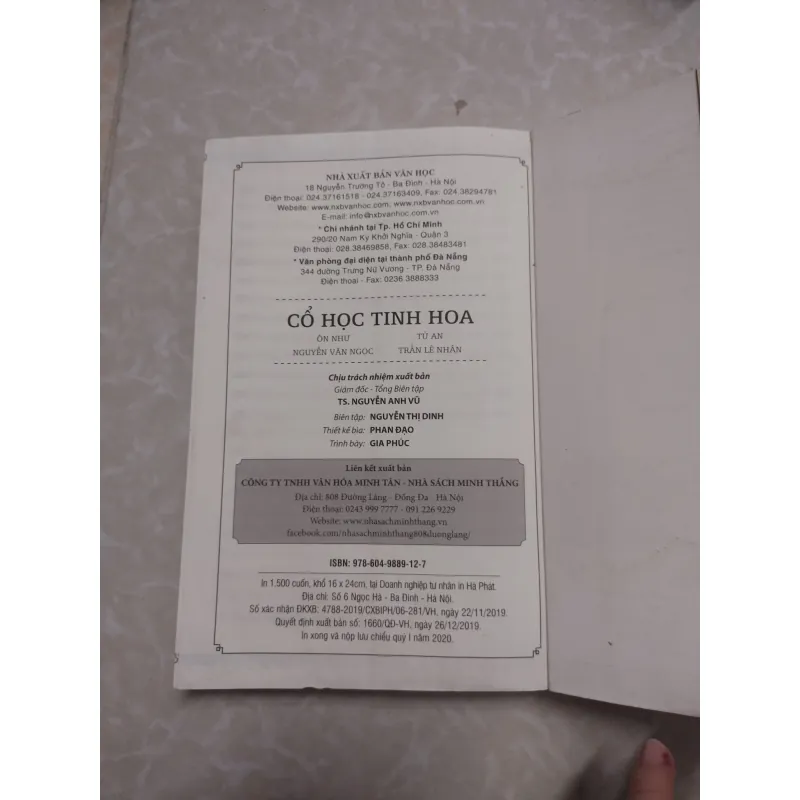 NHÀ XUẤT BẢN VĂN HỌC
18 Nguyễn Trường Tộ - Ba Đình - Hà Nội
Điện thoại: 024.37161518 - 024.37163409, Fax: 024.38294781
Website: www.nxbvanhoc.com; www.nxbvanhoc.com.vn
E-mail: info@nxbvanhoc.com.vn
* Chi nhánh tại Tp. Hồ Chí Minh
290/20 Nam Kỳ Khởi Nghĩa - Quận 3
Điện thoại: 028.38469858, Fax: 028.38483481
* Văn phòng đại diện tại thành phố Đà Nẵng
344 đường Trưng Nữ Vương - TP. Đà Nẵng
Điện thoại - Fax: 0236 3888333
CỔ HỌC TINH HOA
ÔN NHƯ TỬ AN
NGUYỄN VĂN NGỌC TRẦN LÊ NHÂN
Chịu trách nhiệm xuất bản
Giám đốc - Tổng Biên tập
TS. NGUYỄN ANH VŨ
Biên tập: NGUYỄN THỊ DINH
Thiết kế bìa: PHAN ĐẠO
Trình bày: GIA PHÚC
Liên kết xuất bản
CÔNG TY TNHH VĂN HÓA MINH TÂN - NHÀ SÁCH MINH THẮNG
Địa chỉ: 808 Đường Láng - Đống Đa - Hà Nội
Điện thoại: 0243 999 7777 - 091 226 9229
Website: www.nhasachminhthang.vn
facebook.com/nhasachminhthang808duonglang/
ISBN: 978-604-9889-12-7
In 1.500 cuốn, khổ 16 x 24cm, tại Doanh nghiệp tư nhân in Hà Phát.
Địa chỉ: Số 6 Ngọc Hà - Ba Đình - Hà Nội.
Số xác nhận ĐKXB: 4788-2019/CXBIPH/06-281/VH, ngày 22/11/2019.
Quyết định xuất bản số: 1660/QĐ-VH, ngày 26/12/2019.
In xong và nộp lưu chiểu quý I năm 2020.